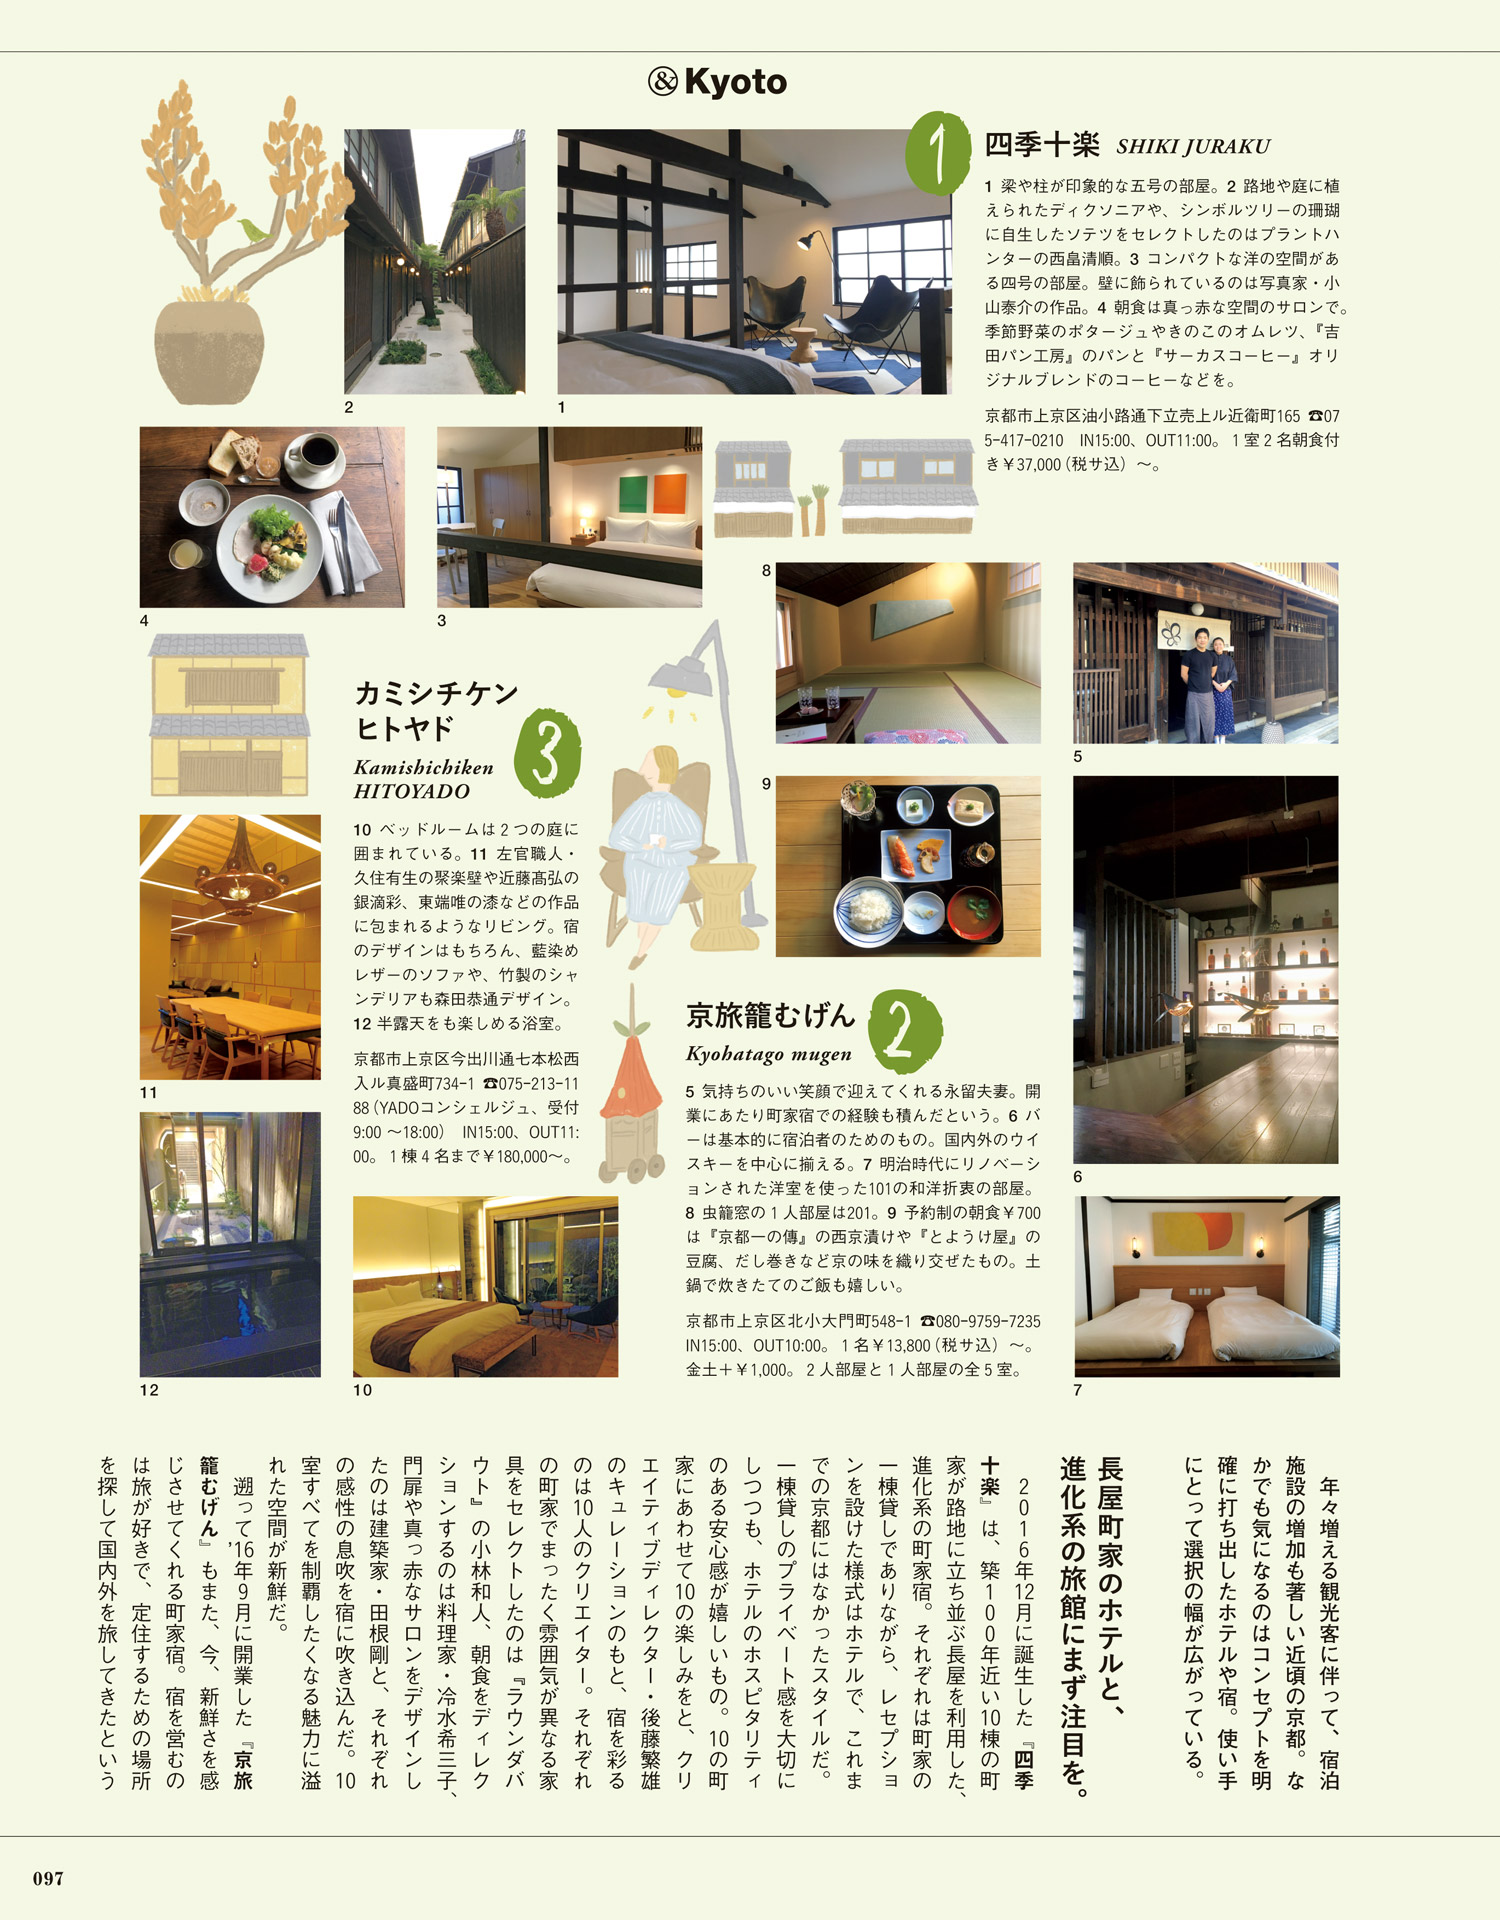 &Kyoto
1
四季十楽 SHIKI JURAKU
1 梁や柱が印象的な五号の部屋。2 路地や庭に植
えられたディクソニアや、シンボルツリーの珊瑚
に自生したソテツをセレクトしたのはプラントハ
ンターの西畠清順。3 コンパクトな洋の空間があ
る四号の部屋。壁に飾られているのは写真家・小
山泰介の作品。4 朝食は真っ赤な空間のサロンで。
季節野菜のポタージュやきのこのオムレツ、『吉
田パン工房』のパンと『サーカスコーヒー』オリ
ジナルブレンドのコーヒーなどを。
京都市上京区油小路通下立売上ル近衛町165 ☎07
5-417-0210 IN15:00、OUT11:00。1室2名朝食付
き￥37,000（税サ込）～。
2
1
4
3
8
5
9
6
7
カミシチケン
ヒトヤド
3
Kamishichiken
HITOYADO
10 ベッドルームは2つの庭に
囲まれている。11 左官職人・
久住有生の聚楽壁や近藤髙弘の
銀滴彩、東端唯の漆などの作品
に包まれるようなリビング。宿
のデザインはもちろん、藍染め
レザーのソファや、竹製のシャ
ンデリアも森田恭通デザイン。
12 半露天をも楽しめる浴室。
京都市上京区今出川通七本松西
入ル真盛町734-1 ☎075-213-11
88（YADOコンシェルジュ、受付
9:00～18:00） IN15:00、OUT11:
00。1棟4名まで￥180,000～。
11
12
10
京旅籠むげん
2
Kyohatago mugen
5 気持ちのいい笑顔で迎えてくれる永留夫妻。開
業にあたり町家宿での経験も積んだという。6 バ
ーは基本的に宿泊者のためのもの。国内外のウイ
スキーを中心に揃える。7 明治時代にリノベーシ
ョンされた洋室を使った101の和洋折衷の部屋。
8 虫籠窓の1人部屋は201。9 予約制の朝食￥700
は『京都一の傳』の西京漬けや『とようけ屋』の
豆腐、だし巻きなど京の味を織り交ぜたもの。土
鍋で炊きたてのご飯も嬉しい。
京都市上京区北小大門町548-1 ☎080-9759-7235
IN15:00、OUT10:00。1名￥13,800（税サ込）～。
金土＋￥1,000。2人部屋と1人部屋の全5室。
年々増える観光客に伴って、宿泊
施設の増加も著しい近頃の京都。な
かでも気になるのはコンセプトを明
確に打ち出したホテルや宿。使い手
にとって選択の幅が広がっている。
長屋町家のホテルと、
進化系の旅館にまず注目を。
2016年12月に誕生した『四季
十楽』は、築100年近い10棟の町
家が路地に立ち並ぶ長屋を利用した、
進化系の町家宿。それぞれは町家の
一棟貸しでありながら、レセプショ
ンを設けた様式はホテルで、これま
での京都にはなかったスタイルだ。
一棟貸しのプライベート感を大切に
しつつも、ホテルのホスピタリティ
のある安心感が嬉しいもの。10の町
家にあわせて10の楽しみをと、クリ
エイティブディレクター・後藤繁雄
のキュレーションのもと、宿を彩る
のは10人のクリエイター。それぞれ
の町家でまったく雰囲気が異なる家
具をセレクトしたのは『ラウンダバ
ウト』の小林和人、朝食をディレク
ションするのは料理家・冷水希三子、
門扉や真っ赤なサロンをデザインし
たのは建築家・田根剛と、それぞれ
の感性の息吹を宿に吹き込んだ。10
室すべてを制覇したくなる魅力に溢
れた空間が新鮮だ。
遡って'16年9月に開業した『京旅
籠むげん』もまた、今、新鮮さを感
じさせてくれる町家宿。宿を営むの
は旅が好きで、定住するための場所
を探して国内外を旅してきたという
097